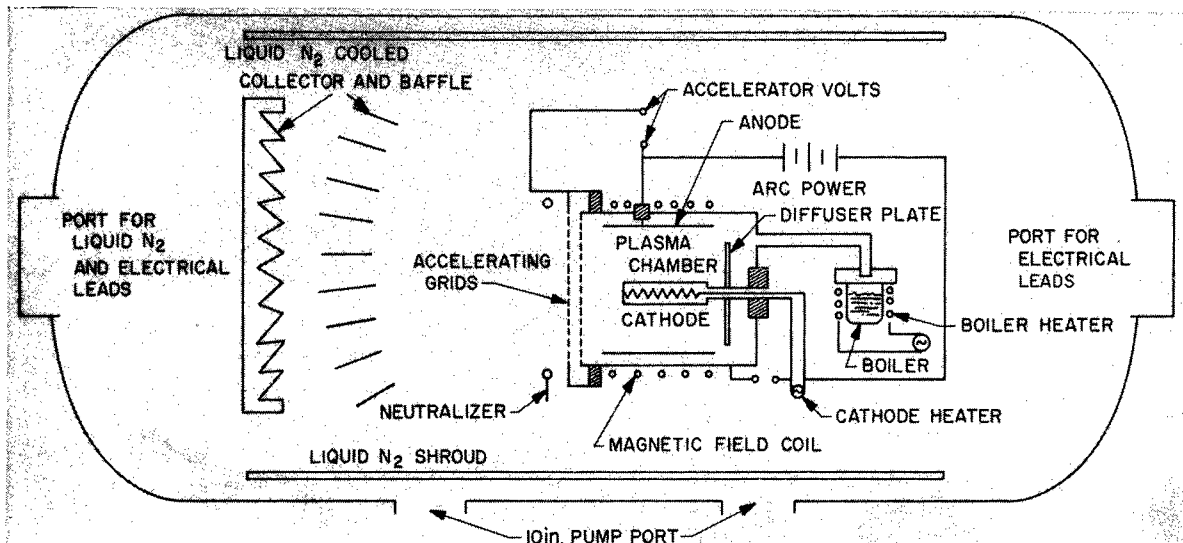 LIQUID N₂ COOLED
COLLECTOR AND BAFFLE
ACCELERATOR VOLTS
ANODE
ARC POWER
DIFFUSER PLATE
PORT FOR
LIQUID N₂
AND ELECTRICAL
LEADS
ACCELERATING
GRIDS
PLASMA
CHAMBER
CATHODE
PORT FOR
ELECTRICAL
LEADS
BOILER HEATER
BOILER
NEUTRALIZER
CATHODE HEATER
MAGNETIC FIELD COIL
LIQUID N₂ SHROUD
10in. PUMP PORT